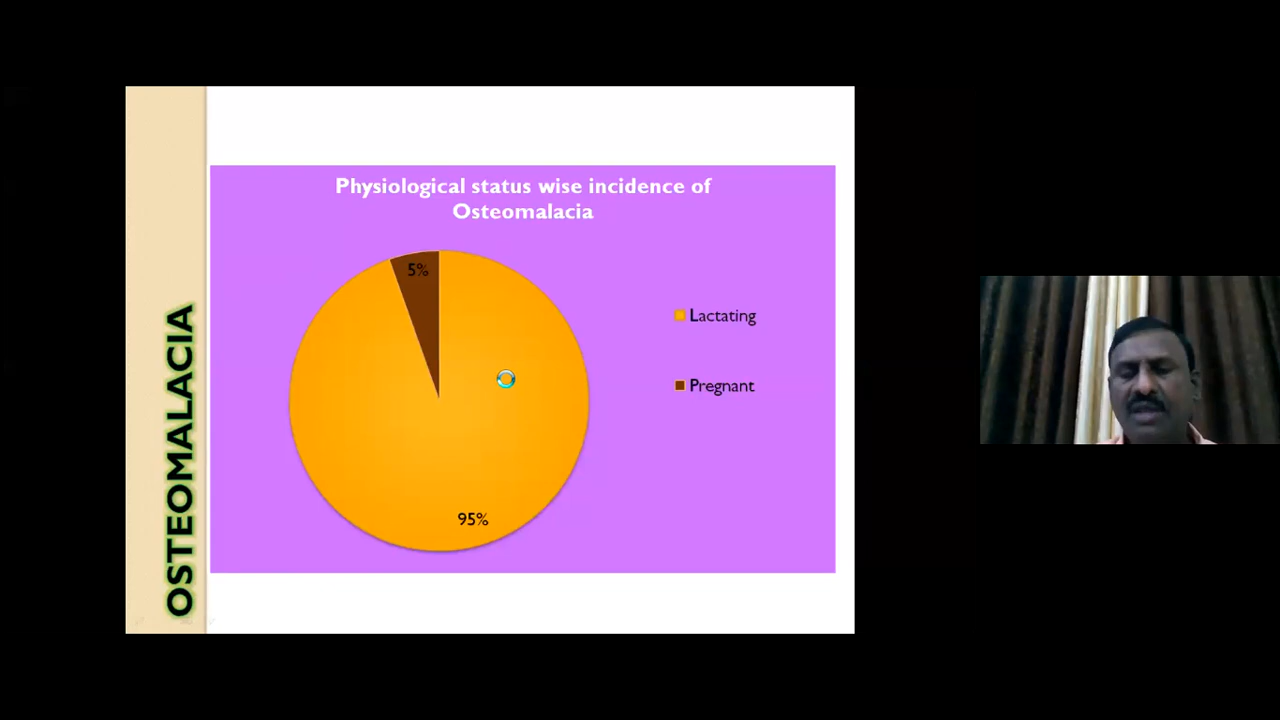 OSTEOMALACIA
Physiological status wise incidence of
Osteomalacia
5%
95%
Lactating
Pregnant